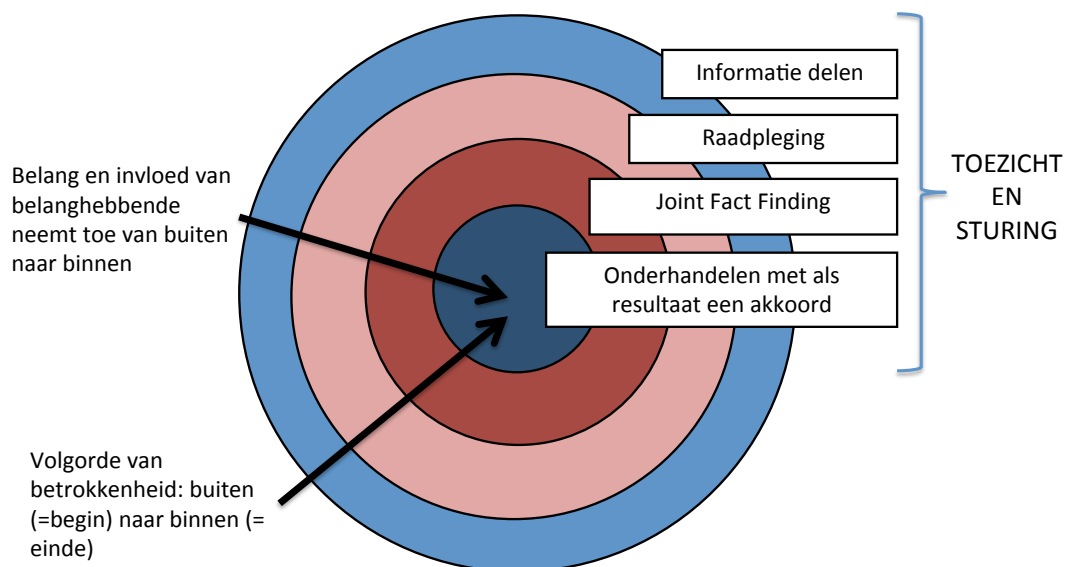 Informatie delen
Raadpleging
Joint Fact Finding
Onderhandelen met als
resultaat een akkoord
TOEZICHT
EN
STURING
Belang en invloed van
belanghebbende
neemt toe van buiten
naar binnen
Volgorde van
betrokkenheid: buiten
(=begin) naar binnen (=
einde)